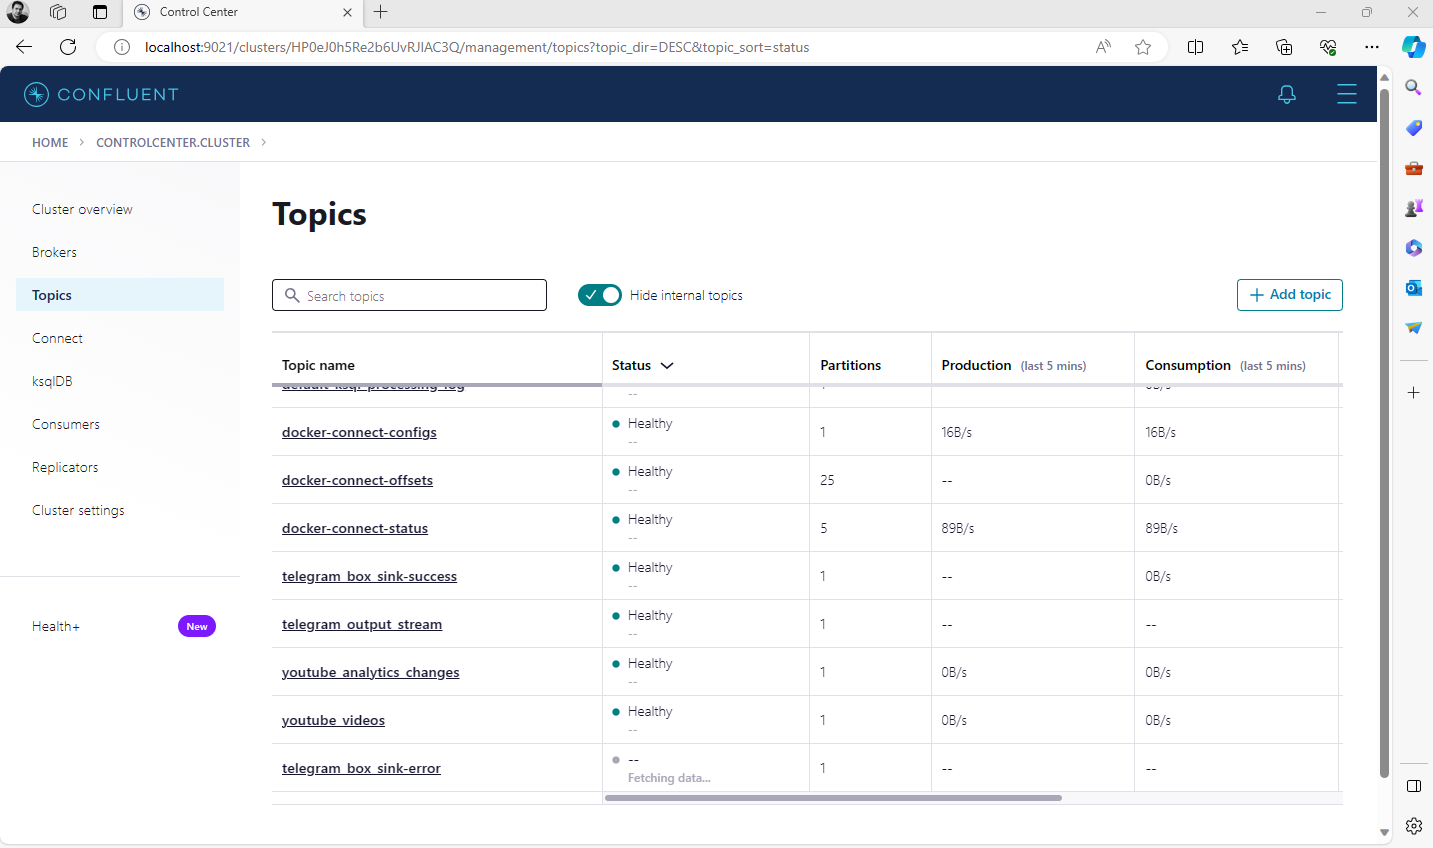 Control Center
localhost:9021/clusters/HP0eJ0h5Re2b6UvRJIAC3Q/management/topics?topic_dir=DESC&topic_sort=status
CONFLUENT
HOME > CONTROLCENTER.CLUSTER >
Cluster overview
Brokers
Topics
Connect
ksqlDB
Consumers
Replicators
Cluster settings
Health+ New
Topics
Search topics
Hide internal topics
+ Add topic
Topic name Status Partitions Production (last 5 mins) Consumption (last 5 mins)
default_ksql_processing_log -- 1 0B/s
docker-connect-configs Healthy -- 1 16B/s 16B/s
docker-connect-offsets Healthy -- 25 -- 0B/s
docker-connect-status Healthy -- 5 89B/s 89B/s
telegram_box_sink-success Healthy -- 1 -- 0B/s
telegram_output_stream Healthy -- 1 -- --
youtube_analytics_changes Healthy -- 1 0B/s 0B/s
youtube_videos Healthy -- 1 0B/s 0B/s
telegram_box_sink-error -- Fetching data... 1 -- --